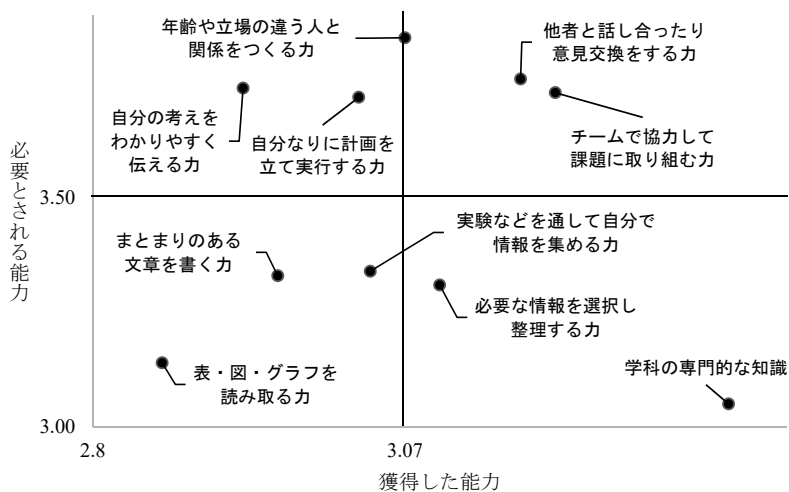 年齢や立場の違う人と
関係をつくる力
他者と話し合ったり
意見交換をする力
自分の考えを
わかりやすく
伝える力
自分なりに計画を
立て実行する力
チームで協力して
課題に取り組む力
必要とされる能力
3.50
まとまりのある
文章を書く力
実験などを通して自分で
情報を集める力
必要な情報を選択し
整理する力
表・図・グラフを
読み取る力
学科の専門的な知識
3.00
2.8
3.07
獲得した能力